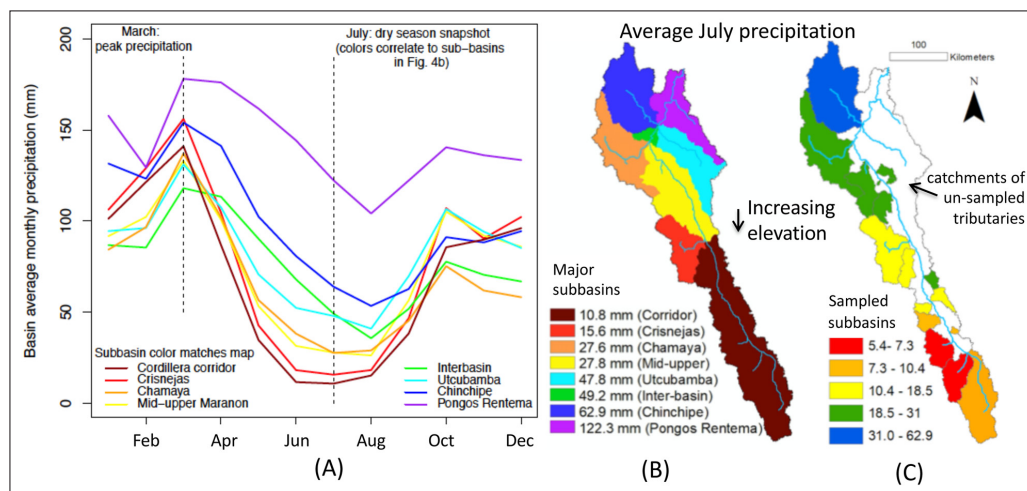 March:
peak precipitation
July: dry season snapshot
(colors correlate to sub-basins
in Fig. 4b)
Basin average monthly precipitation (mm)
200
150
100
50
0
Subbasin color matches map
Cordillera corridor
Crisnejas
Chamaya
Mid-upper Maranon
Interbasin
Utcubamba
Chinchipe
Pongos Rentema
Feb
Apr
Jun
Aug
Oct
Dec
(A)
Average July precipitation
Increasing
elevation
Major
subbasins
10.8 mm (Corridor)
15.6 mm (Crisnejas)
27.6 mm (Chamaya)
27.8 mm (Mid-upper)
47.8 mm (Utcubamba)
49.2 mm (Inter-basin)
62.9 mm (Chinchipe)
122.3 mm (Pongos Rentema)
(B)
100
Kilometers
N
catchments of
un-sampled
tributaries
Sampled
subbasins
5.4- 7.3
7.3 - 10.4
10.4 - 18.5
18.5 - 31
31.0 - 62.9
(C)